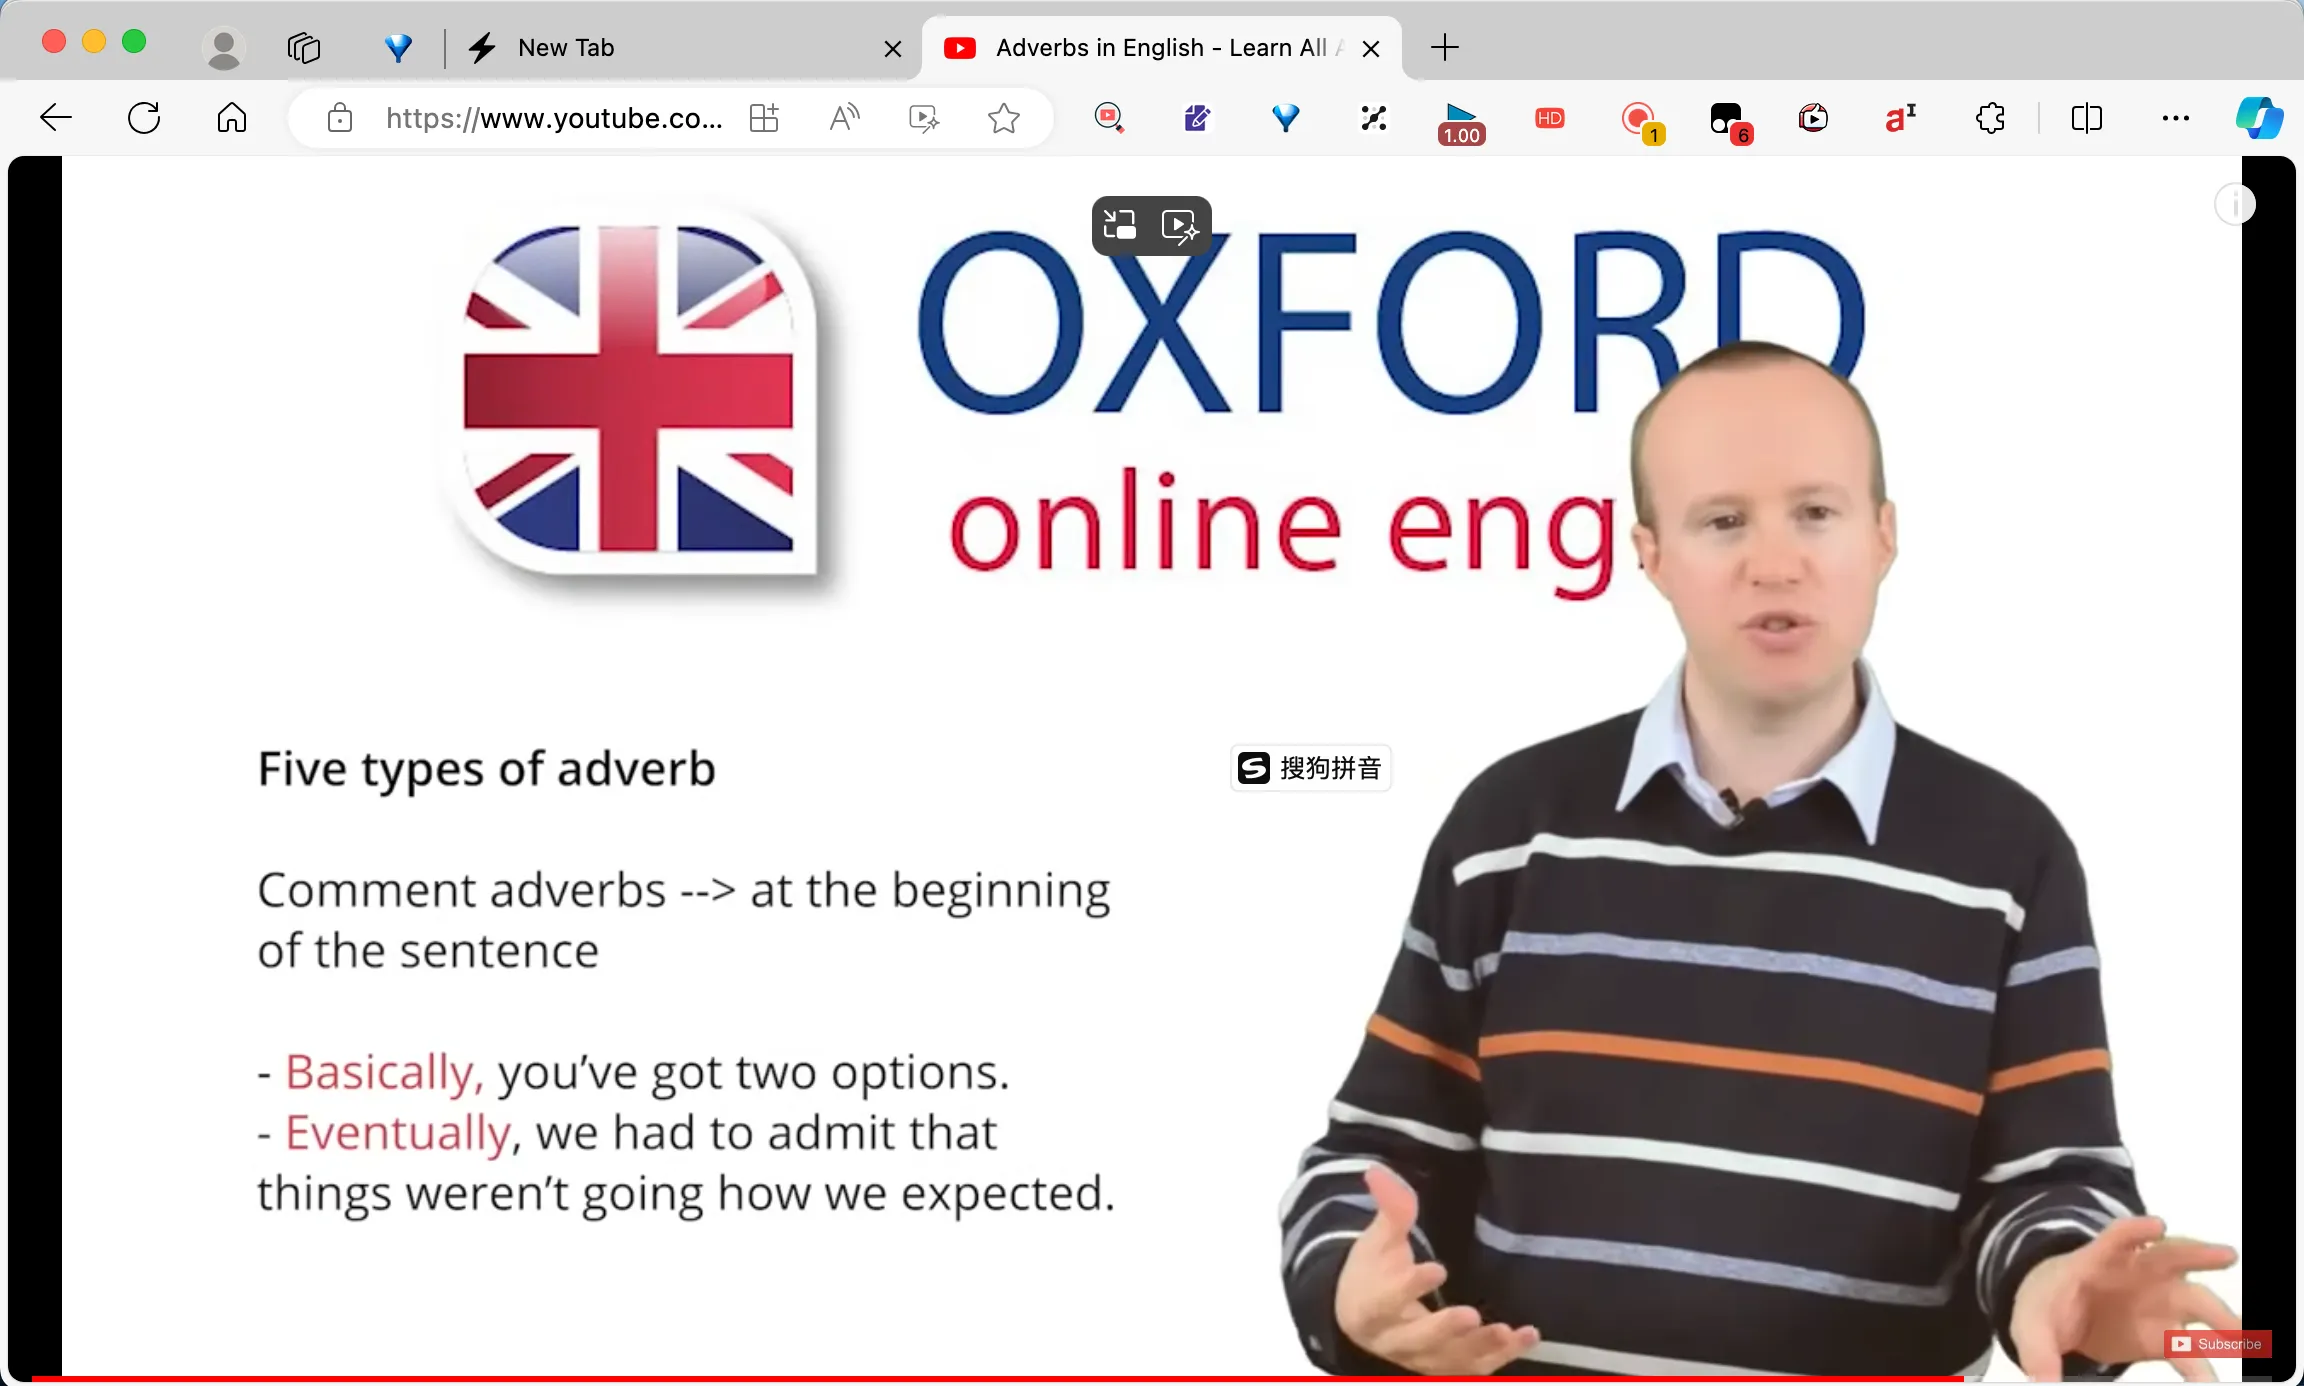 New Tab
Adverbs in English - Learn All
https://www.youtube.co...
1.00
HD
1
6
OXFORD
online eng
Five types of adverb
搜狗拼音
Comment adverbs --> at the beginning
of the sentence
- Basically, you've got two options.
- Eventually, we had to admit that
things weren't going how we expected.
Subscribe